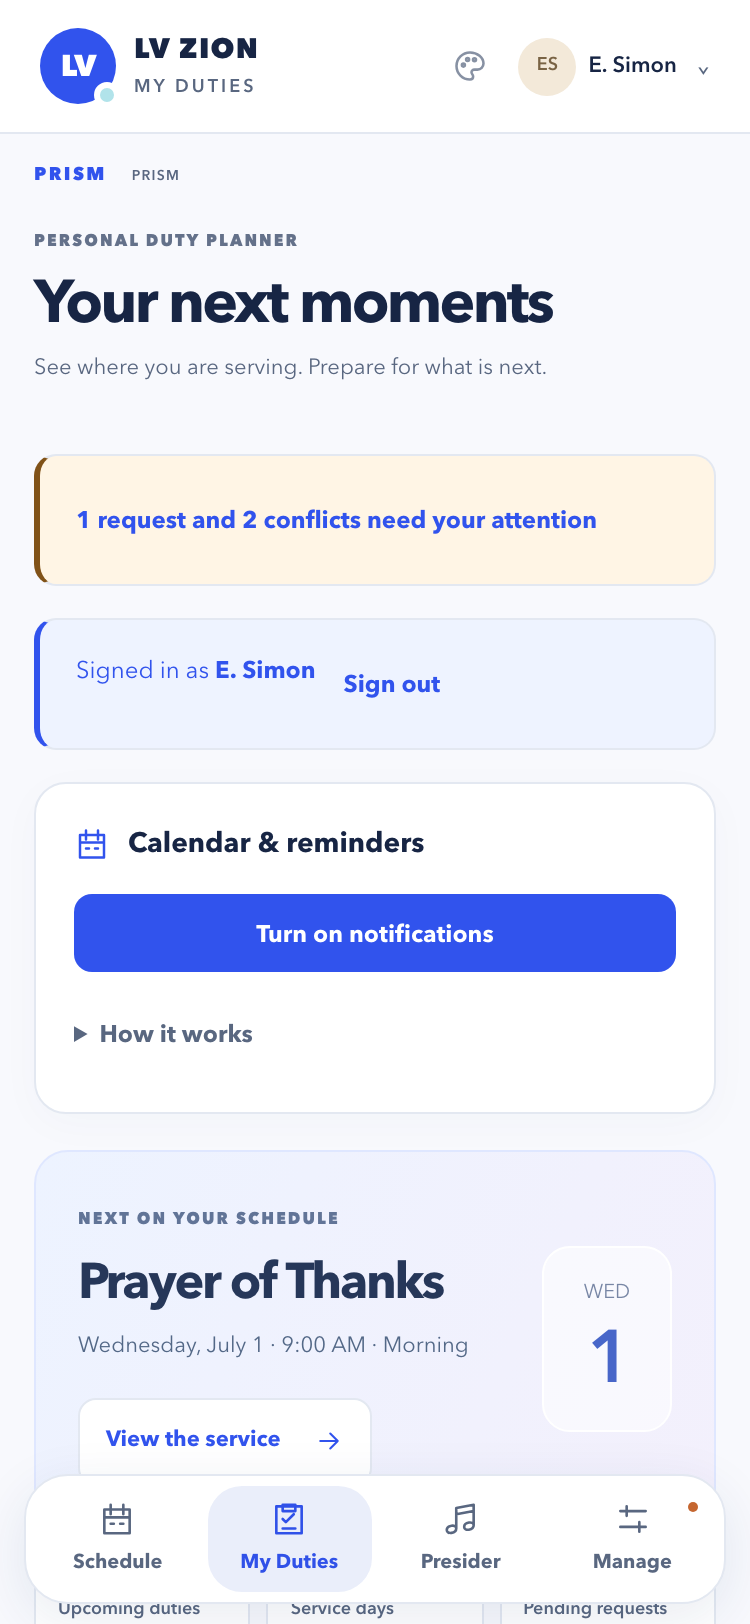 LV
LV ZION
MY DUTIES
ES
E. Simon
PRISM PRISM
PERSONAL DUTY PLANNER
Your next moments
See where you are serving. Prepare for what is next.
1 request and 2 conflicts need your attention
Signed in as E. Simon Sign out
Calendar & reminders
Turn on notifications
How it works
NEXT ON YOUR SCHEDULE
Prayer of Thanks
Wednesday, July 1 · 9:00 AM · Morning
WED
1
View the service →
Schedule My Duties Presider Manage
Upcoming duties Service days Pending requests